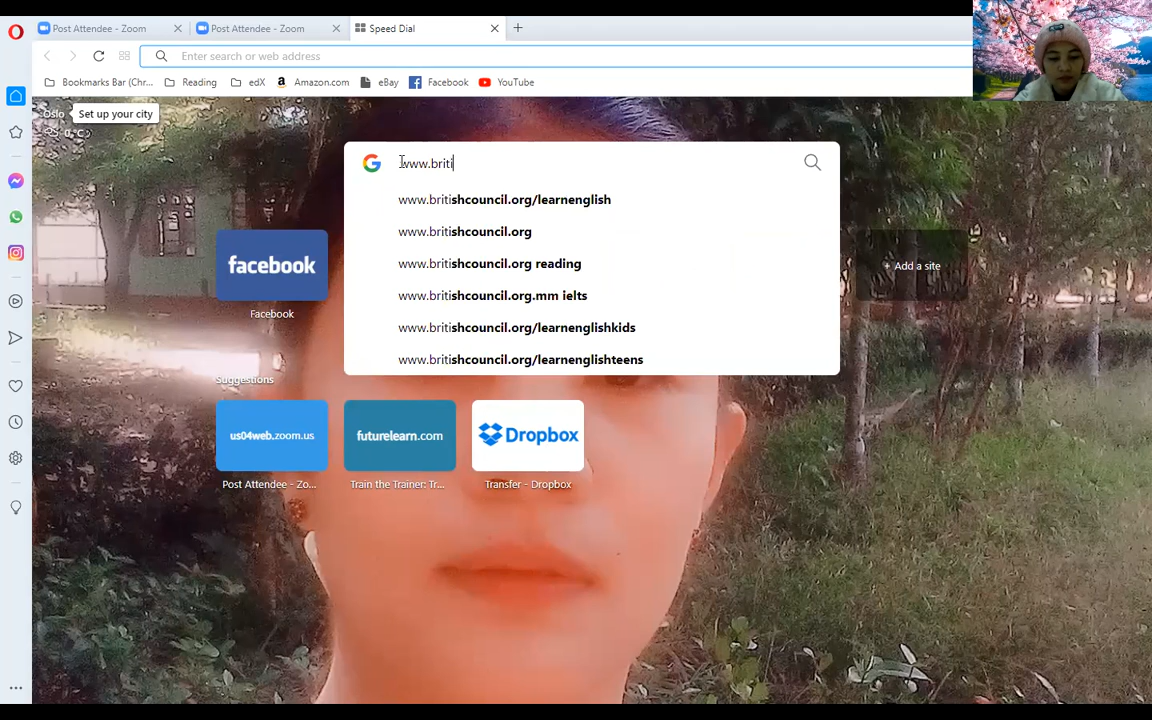 Post Attendee - Zoom
Post Attendee - Zoom
Speed Dial
Enter search or web address
Bookmarks Bar (Chr...
Reading
edX
a
Amazon.com
eBay
Facebook
YouTube
Oslo
0°C
Set up your city
www.briti
www.britishcouncil.org/learnenglish
www.britishcouncil.org
www.britishcouncil.org reading
www.britishcouncil.org.mm ielts
www.britishcouncil.org/learnenglishkids
www.britishcouncil.org/learnenglishteens
facebook
Facebook
+ Add a site
Suggestions
us04web.zoom.us
futurelearn.com
Dropbox
Post Attendee - Zo...
Train the Trainer: Tr...
Transfer - Dropbox